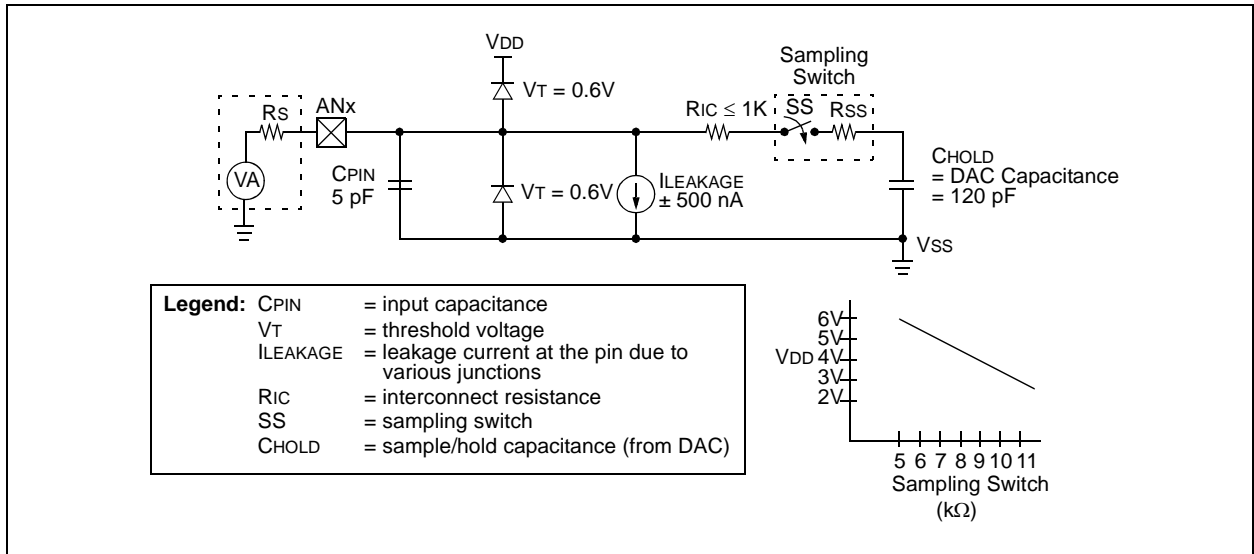 VDD
Sampling
Switch
VT = 0.6V
RS
ANx
RIC ≤ 1K
SS
RSS
VA
CPIN
5 pF
VT = 0.6V
ILEAKAGE
± 500 nA
CHOLD
= DAC Capacitance
= 120 pF
VSS
Legend: CPIN = input capacitance
VT = threshold voltage
ILEAKAGE = leakage current at the pin due to
various junctions
RIC = interconnect resistance
SS = sampling switch
CHOLD = sample/hold capacitance (from DAC)
6V
5V
VDD 4V
3V
2V
5 6 7 8 9 10 11
Sampling Switch
(kΩ)